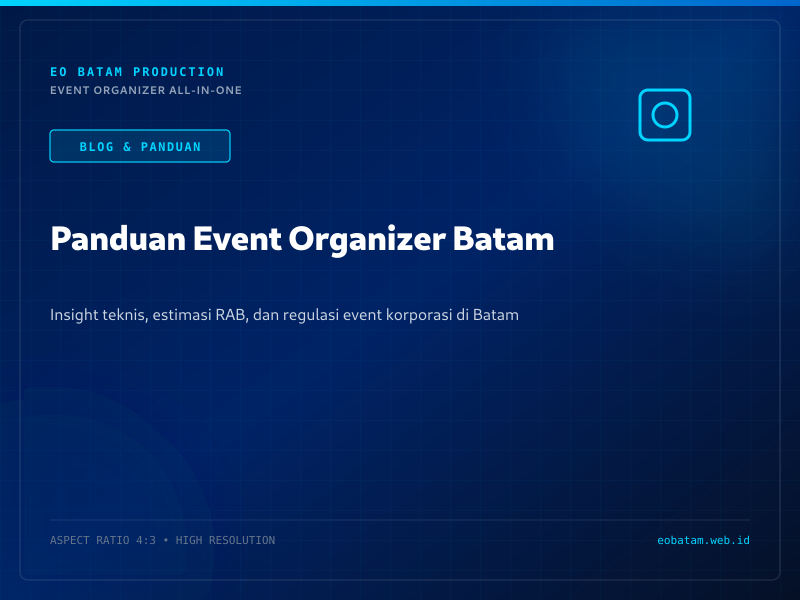 EO BATAM PRODUCTION
EVENT ORGANIZER ALL-IN-ONE
BLOG & PANDUAN
Panduan Event Organizer Batam
Insight teknis, estimasi RAB, dan regulasi event korporasi di Batam
ASPECT RATIO 4:3 • HIGH RESOLUTION
eobatam.web.id